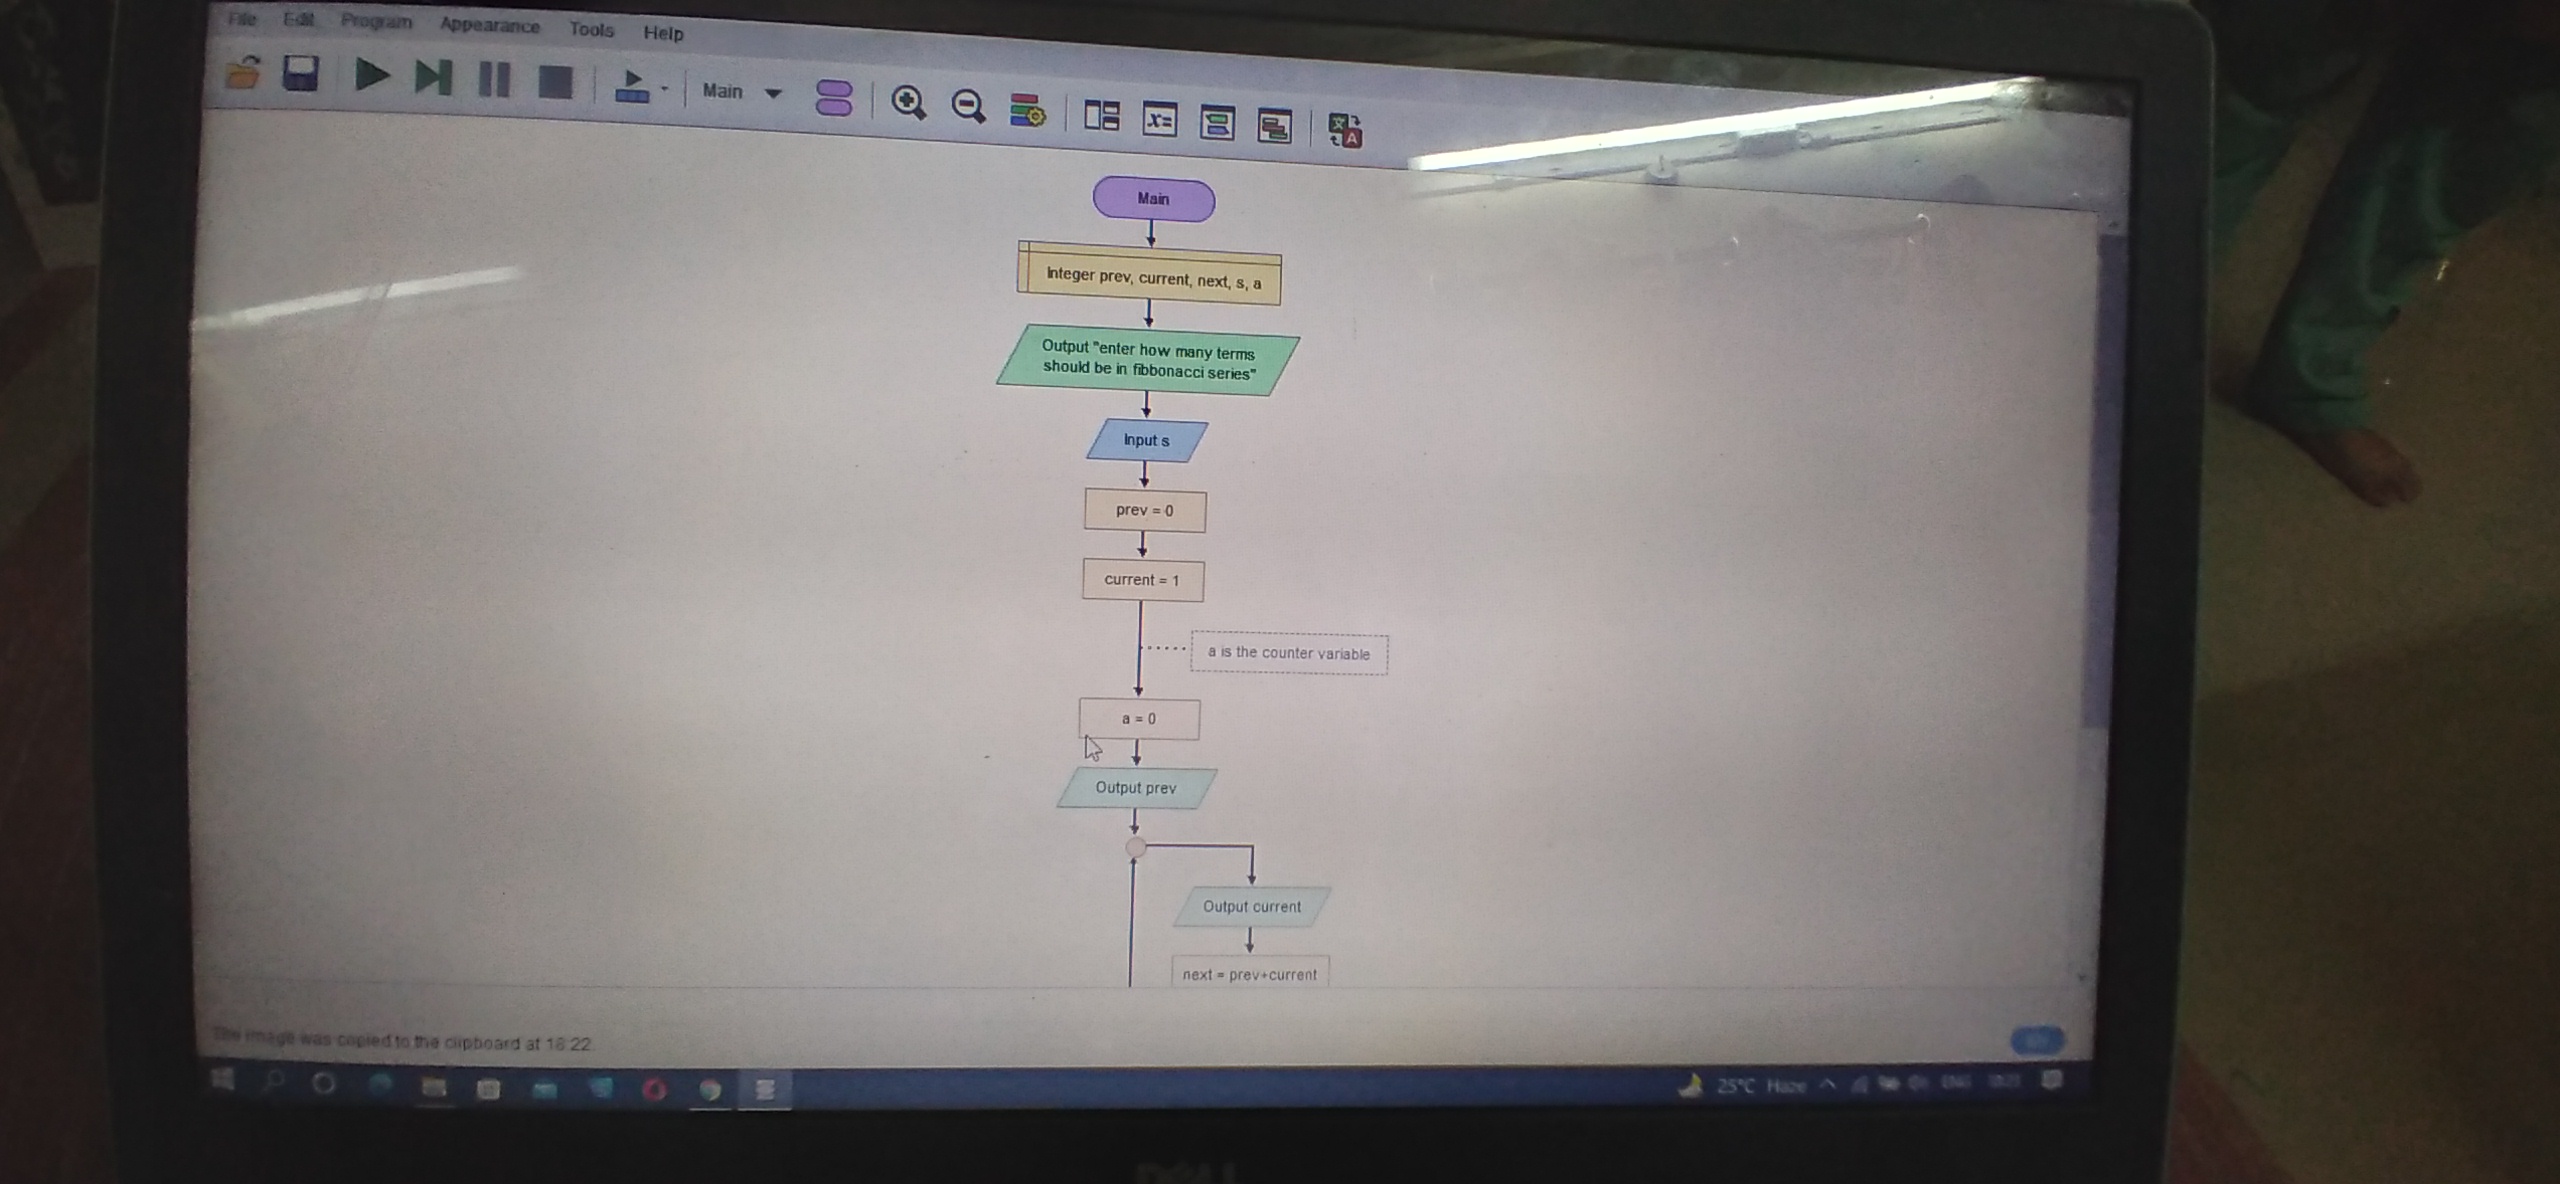 File Edit Program Appearance Tools Help
Main
x=
A
Main
Integer prev, current, next, s, a
Output "enter how many terms
should be in fibbonacci series"
Input s
prev = 0
current = 1
a is the counter variable
a = 0
Output prev
Output current
next = prev+current
The image was copied to the clipboard at 18:22.
25°C Haze ENG
DELL